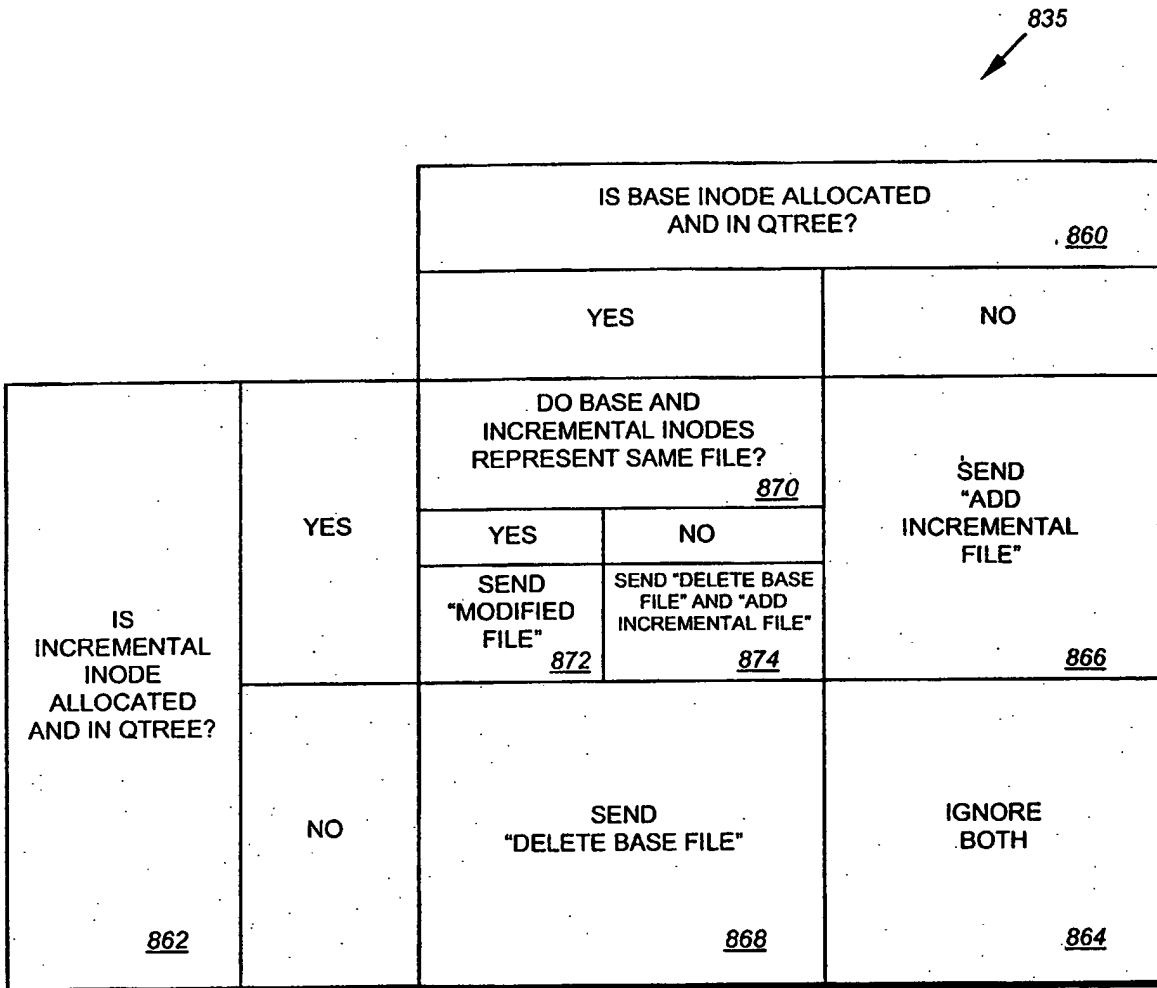 835
IS BASE INODE ALLOCATED
AND IN QTREE?
860
YES
NO
DO BASE AND
INCREMENTAL INODES
REPRESENT SAME FILE?
870
YES
NO
SEND
"MODIFIED
FILE"
872
SEND "DELETE BASE
FILE" AND "ADD
INCREMENTAL FILE"
874
SEND
"ADD
INCREMENTAL
FILE"
866
YES
IS
INCREMENTAL
INODE
ALLOCATED
AND IN QTREE?
862
NO
SEND
"DELETE BASE FILE"
868
IGNORE
BOTH
864